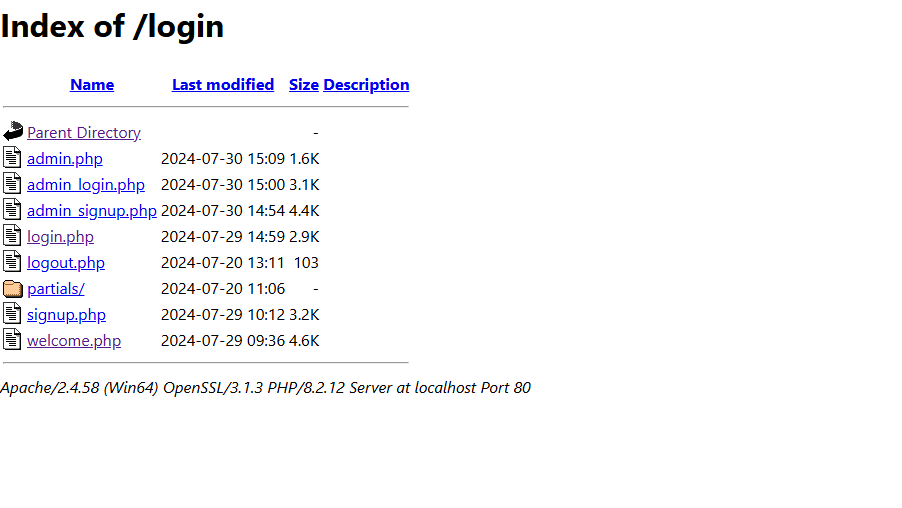 Index of /login
Name Last modified Size Description
Parent Directory -
admin.php 2024-07-30 15:09 1.6K
admin_login.php 2024-07-30 15:00 3.1K
admin_signup.php 2024-07-30 14:54 4.4K
login.php 2024-07-29 14:59 2.9K
logout.php 2024-07-20 13:11 103
partials/ 2024-07-20 11:06 -
signup.php 2024-07-29 10:12 3.2K
welcome.php 2024-07-29 09:36 4.6K
Apache/2.4.58 (Win64) OpenSSL/3.1.3 PHP/8.2.12 Server at localhost Port 80